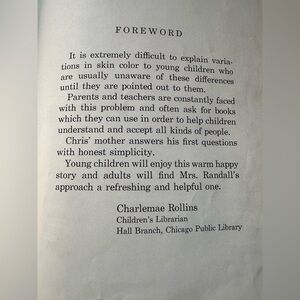 FOREWORD
It is extremely difficult to explain varia-
tions in skin color to young children who
are usually unaware of these differences
until they are pointed out to them.
Parents and teachers are constantly faced
with this problem and often ask for books
which they can use in order to help children
understand and accept all kinds of people.
Chris' mother answers his first questions
with honest simplicity.
Young children will enjoy this warm happy
story and adults will find Mrs. Randall's
approach a refreshing and helpful one.
Charlemae Rollins
Children's Librarian
Hall Branch, Chicago Public Library